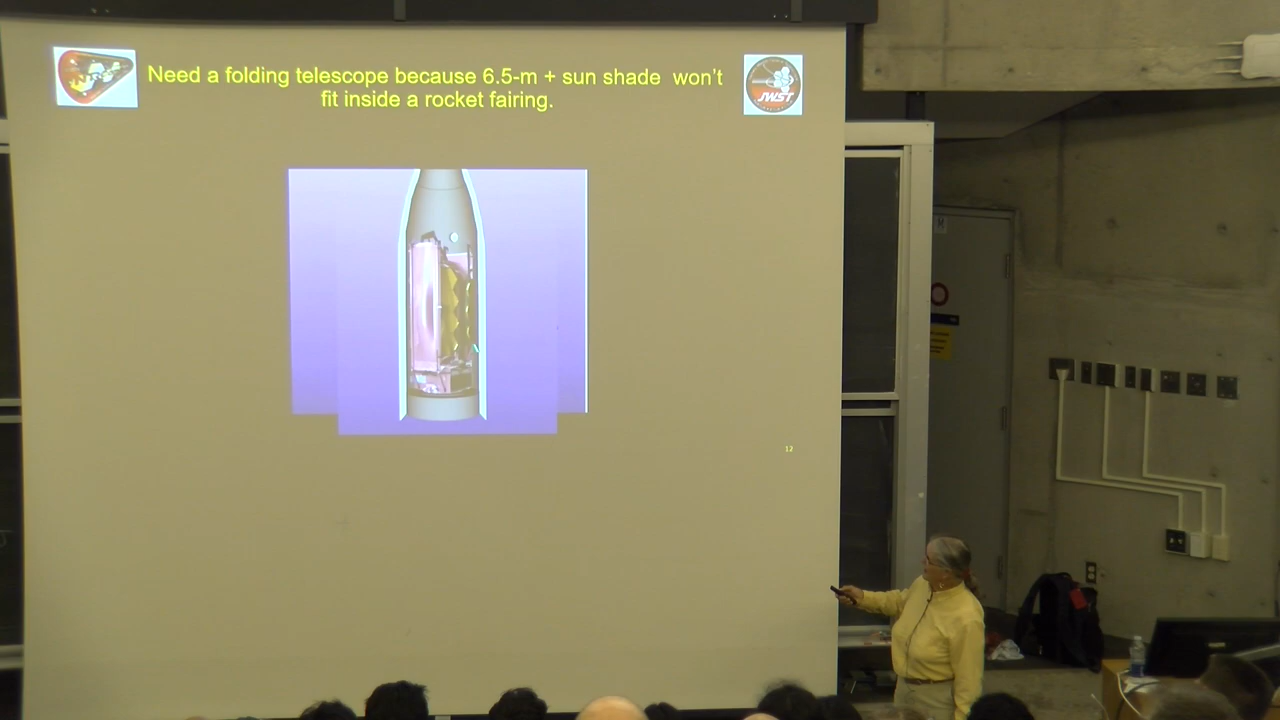 Need a folding telescope because 6.5-m + sun shade won't
fit inside a rocket fairing.
JWST
12